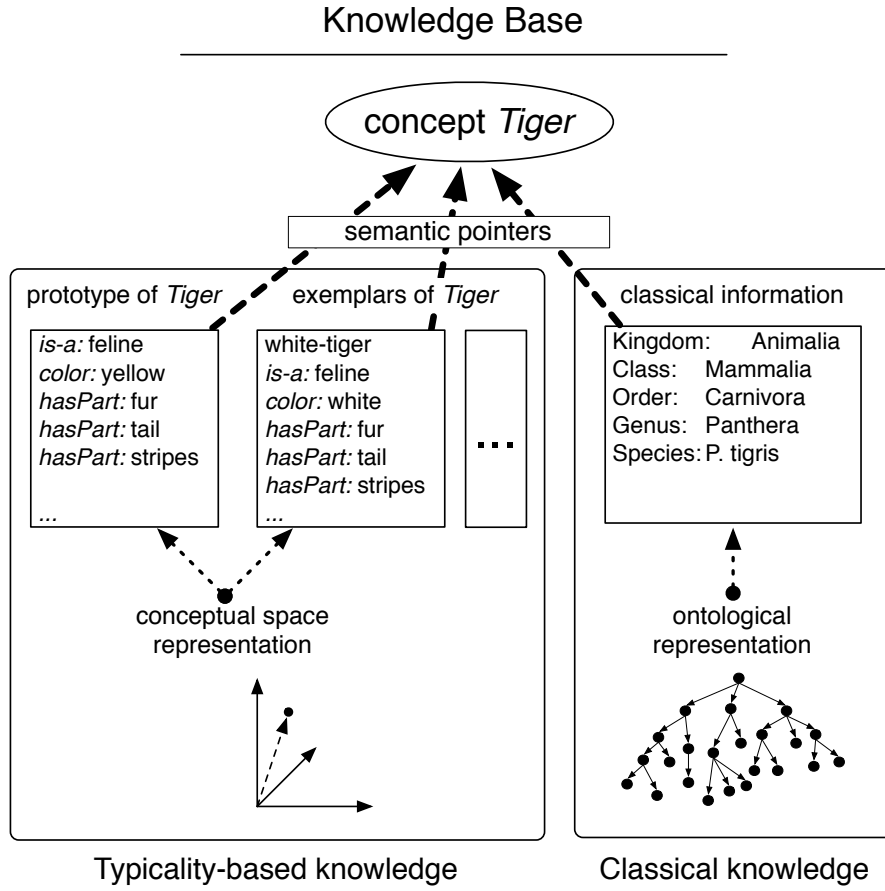 Knowledge Base
concept Tiger
semantic pointers
prototype of Tiger
is-a: feline
color: yellow
hasPart: fur
hasPart: tail
hasPart: stripes
...
exemplars of Tiger
white-tiger
is-a: feline
color: white
hasPart: fur
hasPart: tail
hasPart: stripes
...
...
conceptual space
representation
Typicality-based knowledge
classical information
Kingdom: Animalia
Class: Mammalia
Order: Carnivora
Genus: Panthera
Species: P. tigris
ontological
representation
Classical knowledge